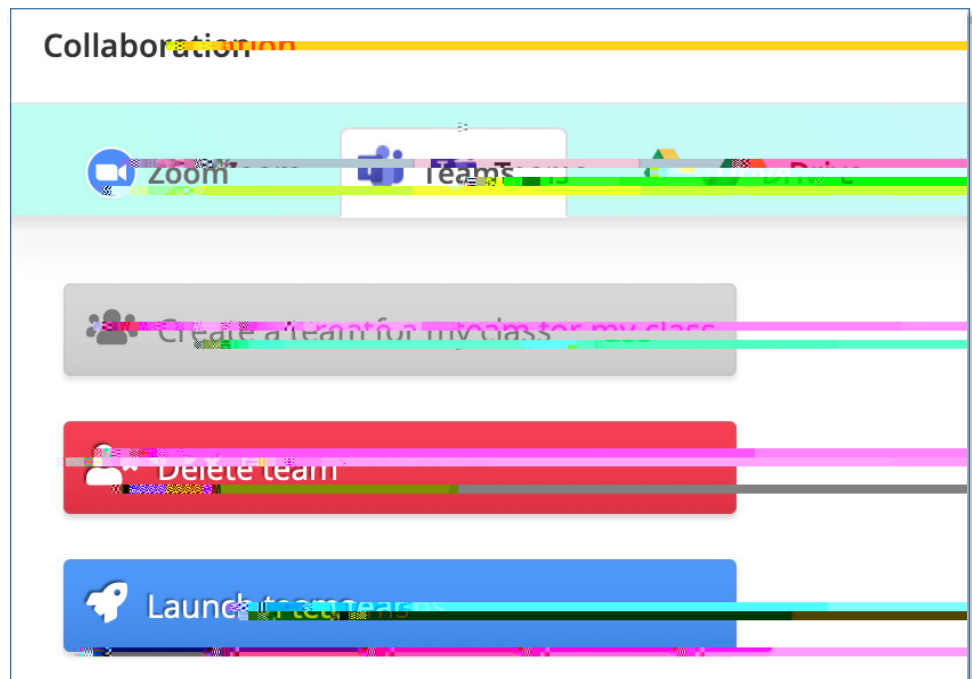 Collaboration
Zoom Teams Drive
Create a team for my class
Delete team
Launch teams